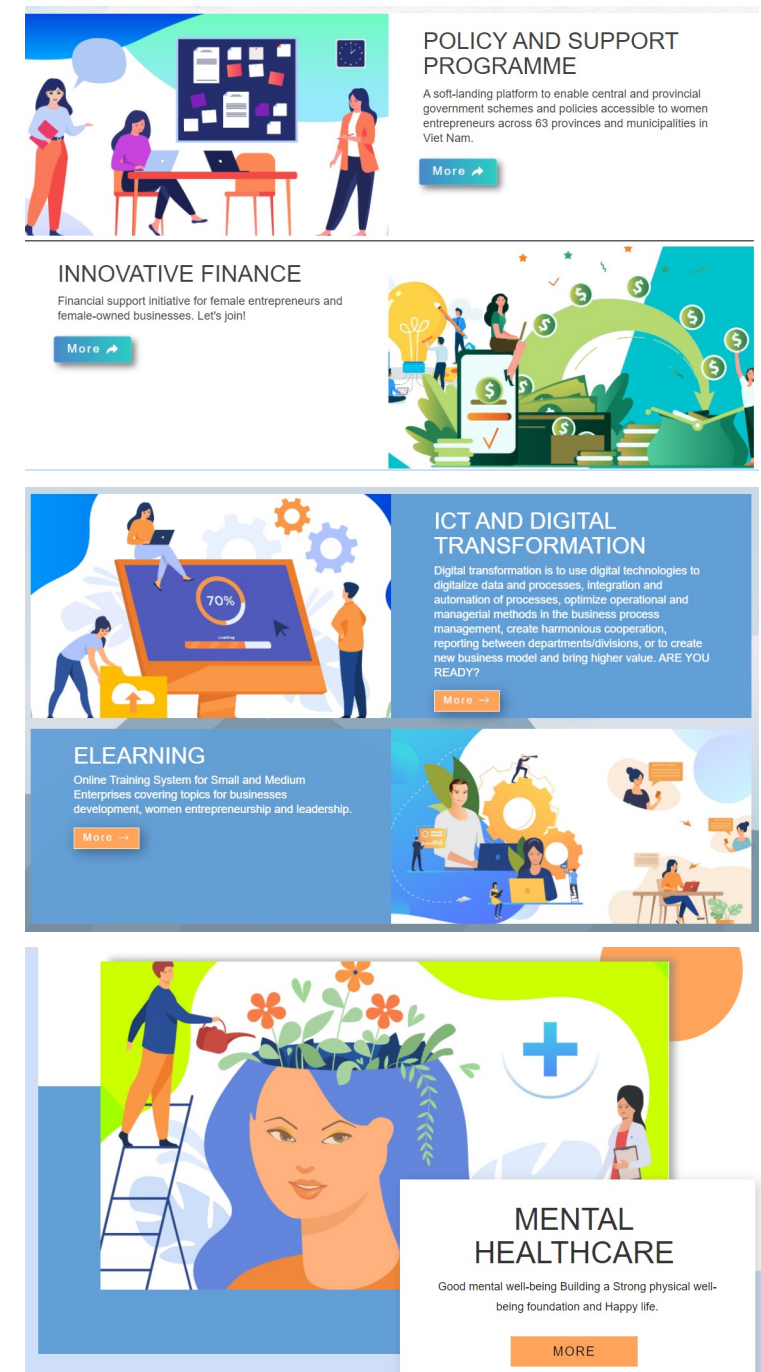 POLICY AND SUPPORT
PROGRAMME
A soft-landing platform to enable central and provincial
government schemes and policies accessible to women
entrepreneurs across 63 provinces and municipalities in
Viet Nam.
More
INNOVATIVE FINANCE
Financial support initiative for female entrepreneurs and
female-owned businesses. Let's join!
More
70%
Loading
ICT AND DIGITAL
TRANSFORMATION
Digital transformation is to use digital technologies to
digitalize data and processes, integration and
automation of processes, optimize operational and
managerial methods in the business process
management, create harmonious cooperation,
reporting between departments/divisions, or to create
new business model and bring higher value. ARE YOU
READY?
More →
ELEARNING
Online Training System for Small and Medium
Enterprises covering topics for businesses
development, women entrepreneurship and leadership.
More →
MENTAL
HEALTHCARE
Good mental well-being Building a Strong physical well-
being foundation and Happy life.
MORE